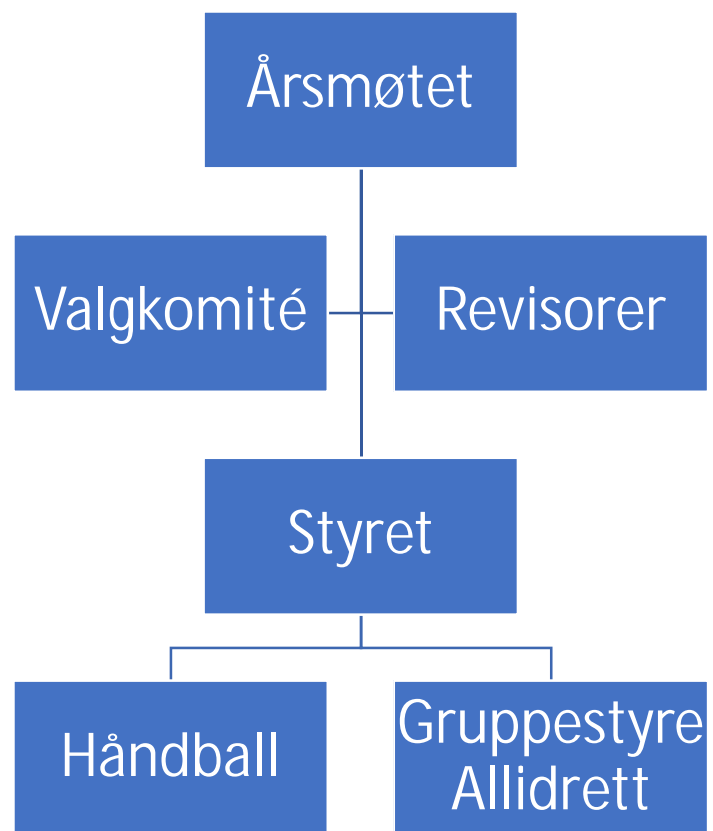 Årsmøtet
Valgkomité
Revisorer
Styret
Håndball
Gruppestyre
Allidrett